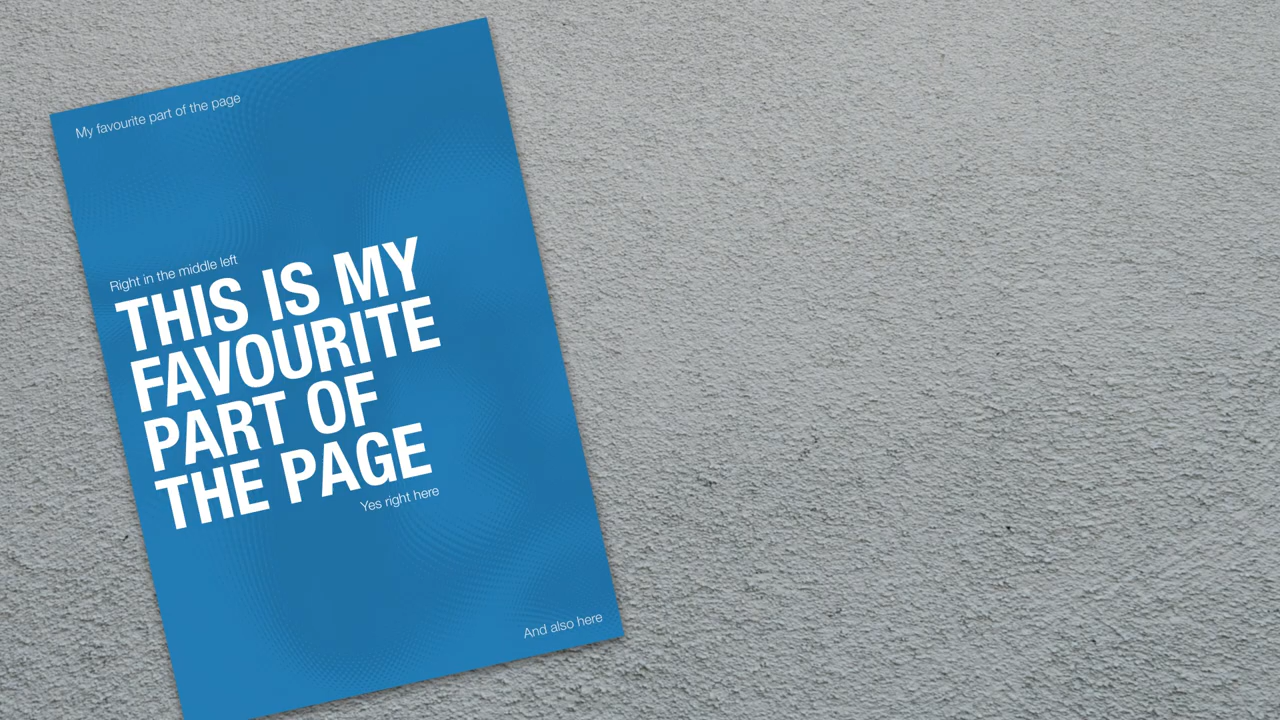 My favourite part of the page
Right in the middle left
THIS IS MY
FAVOURITE
PART OF
THE PAGE
Yes right here
And also here